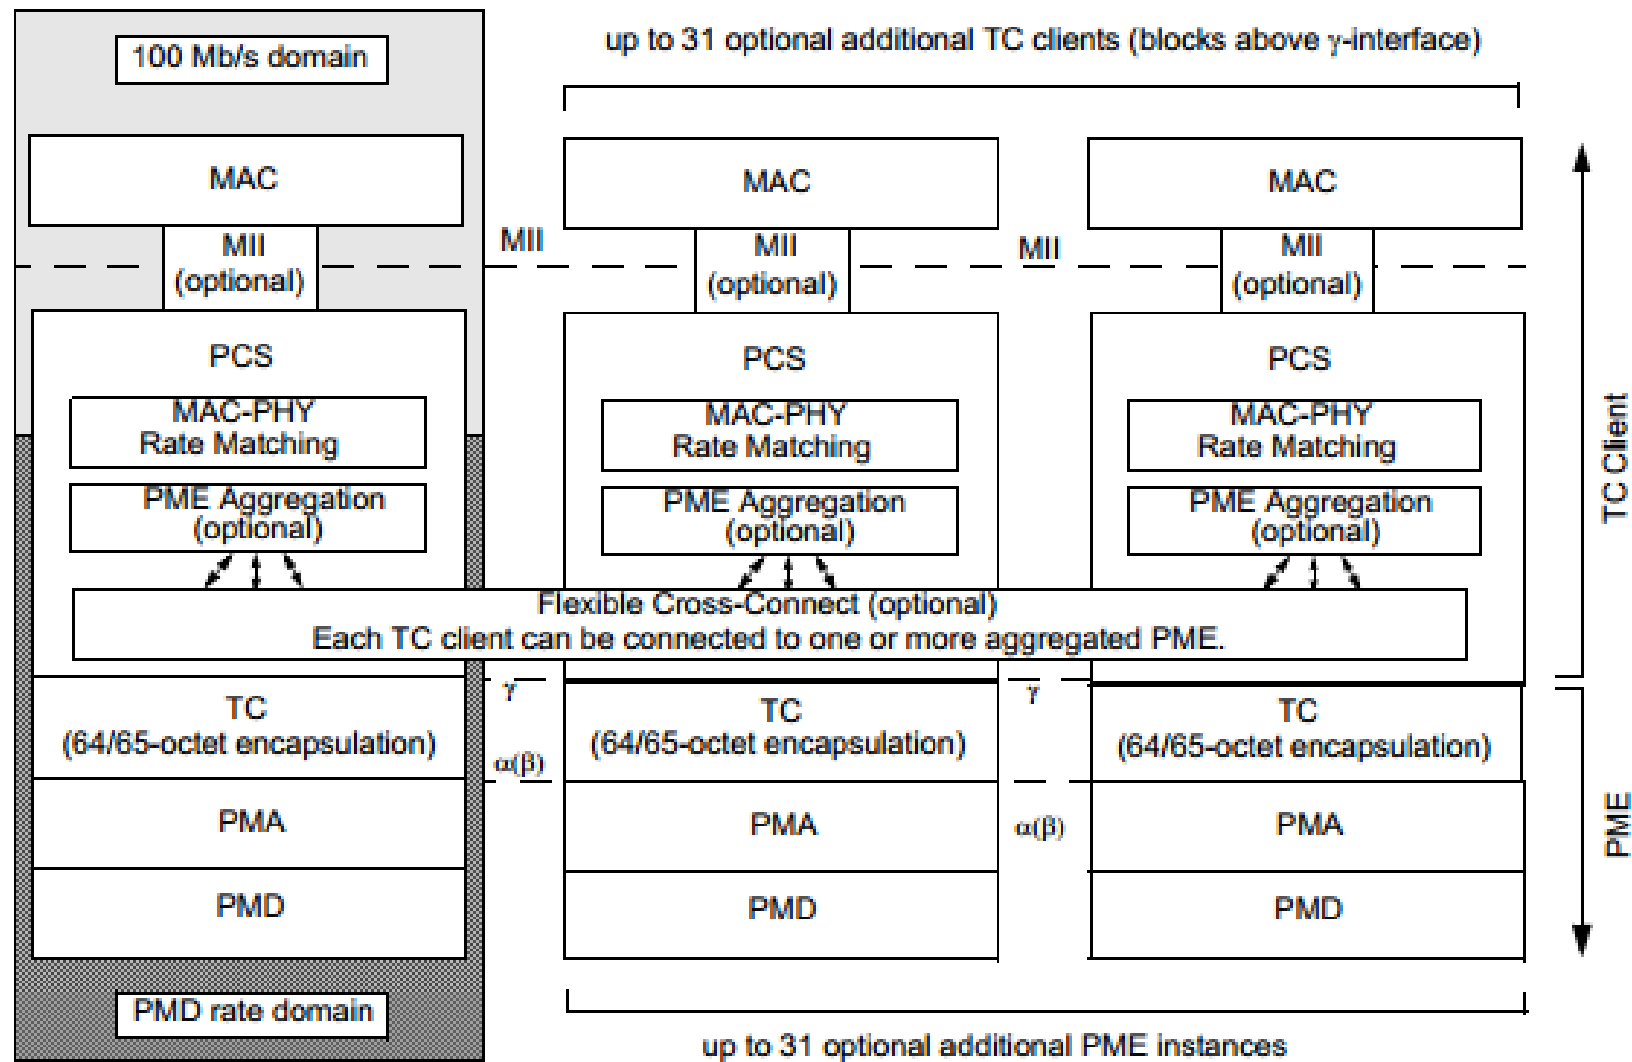 100 Mb/s domain
up to 31 optional additional TC clients (blocks above γ-interface)
MAC
MAC
MAC
MII
(optional)
MII
MII
(optional)
MII
MII
(optional)
PCS
PCS
PCS
MAC-PHY
Rate Matching
MAC-PHY
Rate Matching
MAC-PHY
Rate Matching
PME Aggregation
(optional)
PME Aggregation
(optional)
PME Aggregation
(optional)
TC Client
Flexible Cross-Connect (optional)
Each TC client can be connected to one or more aggregated PME.
γ
γ
TC
(64/65-octet encapsulation)
TC
(64/65-octet encapsulation)
TC
(64/65-octet encapsulation)
α(β)
PMA
PMA
α(β)
PMA
PME
PMD
PMD
PMD
PMD rate domain
up to 31 optional additional PME instances